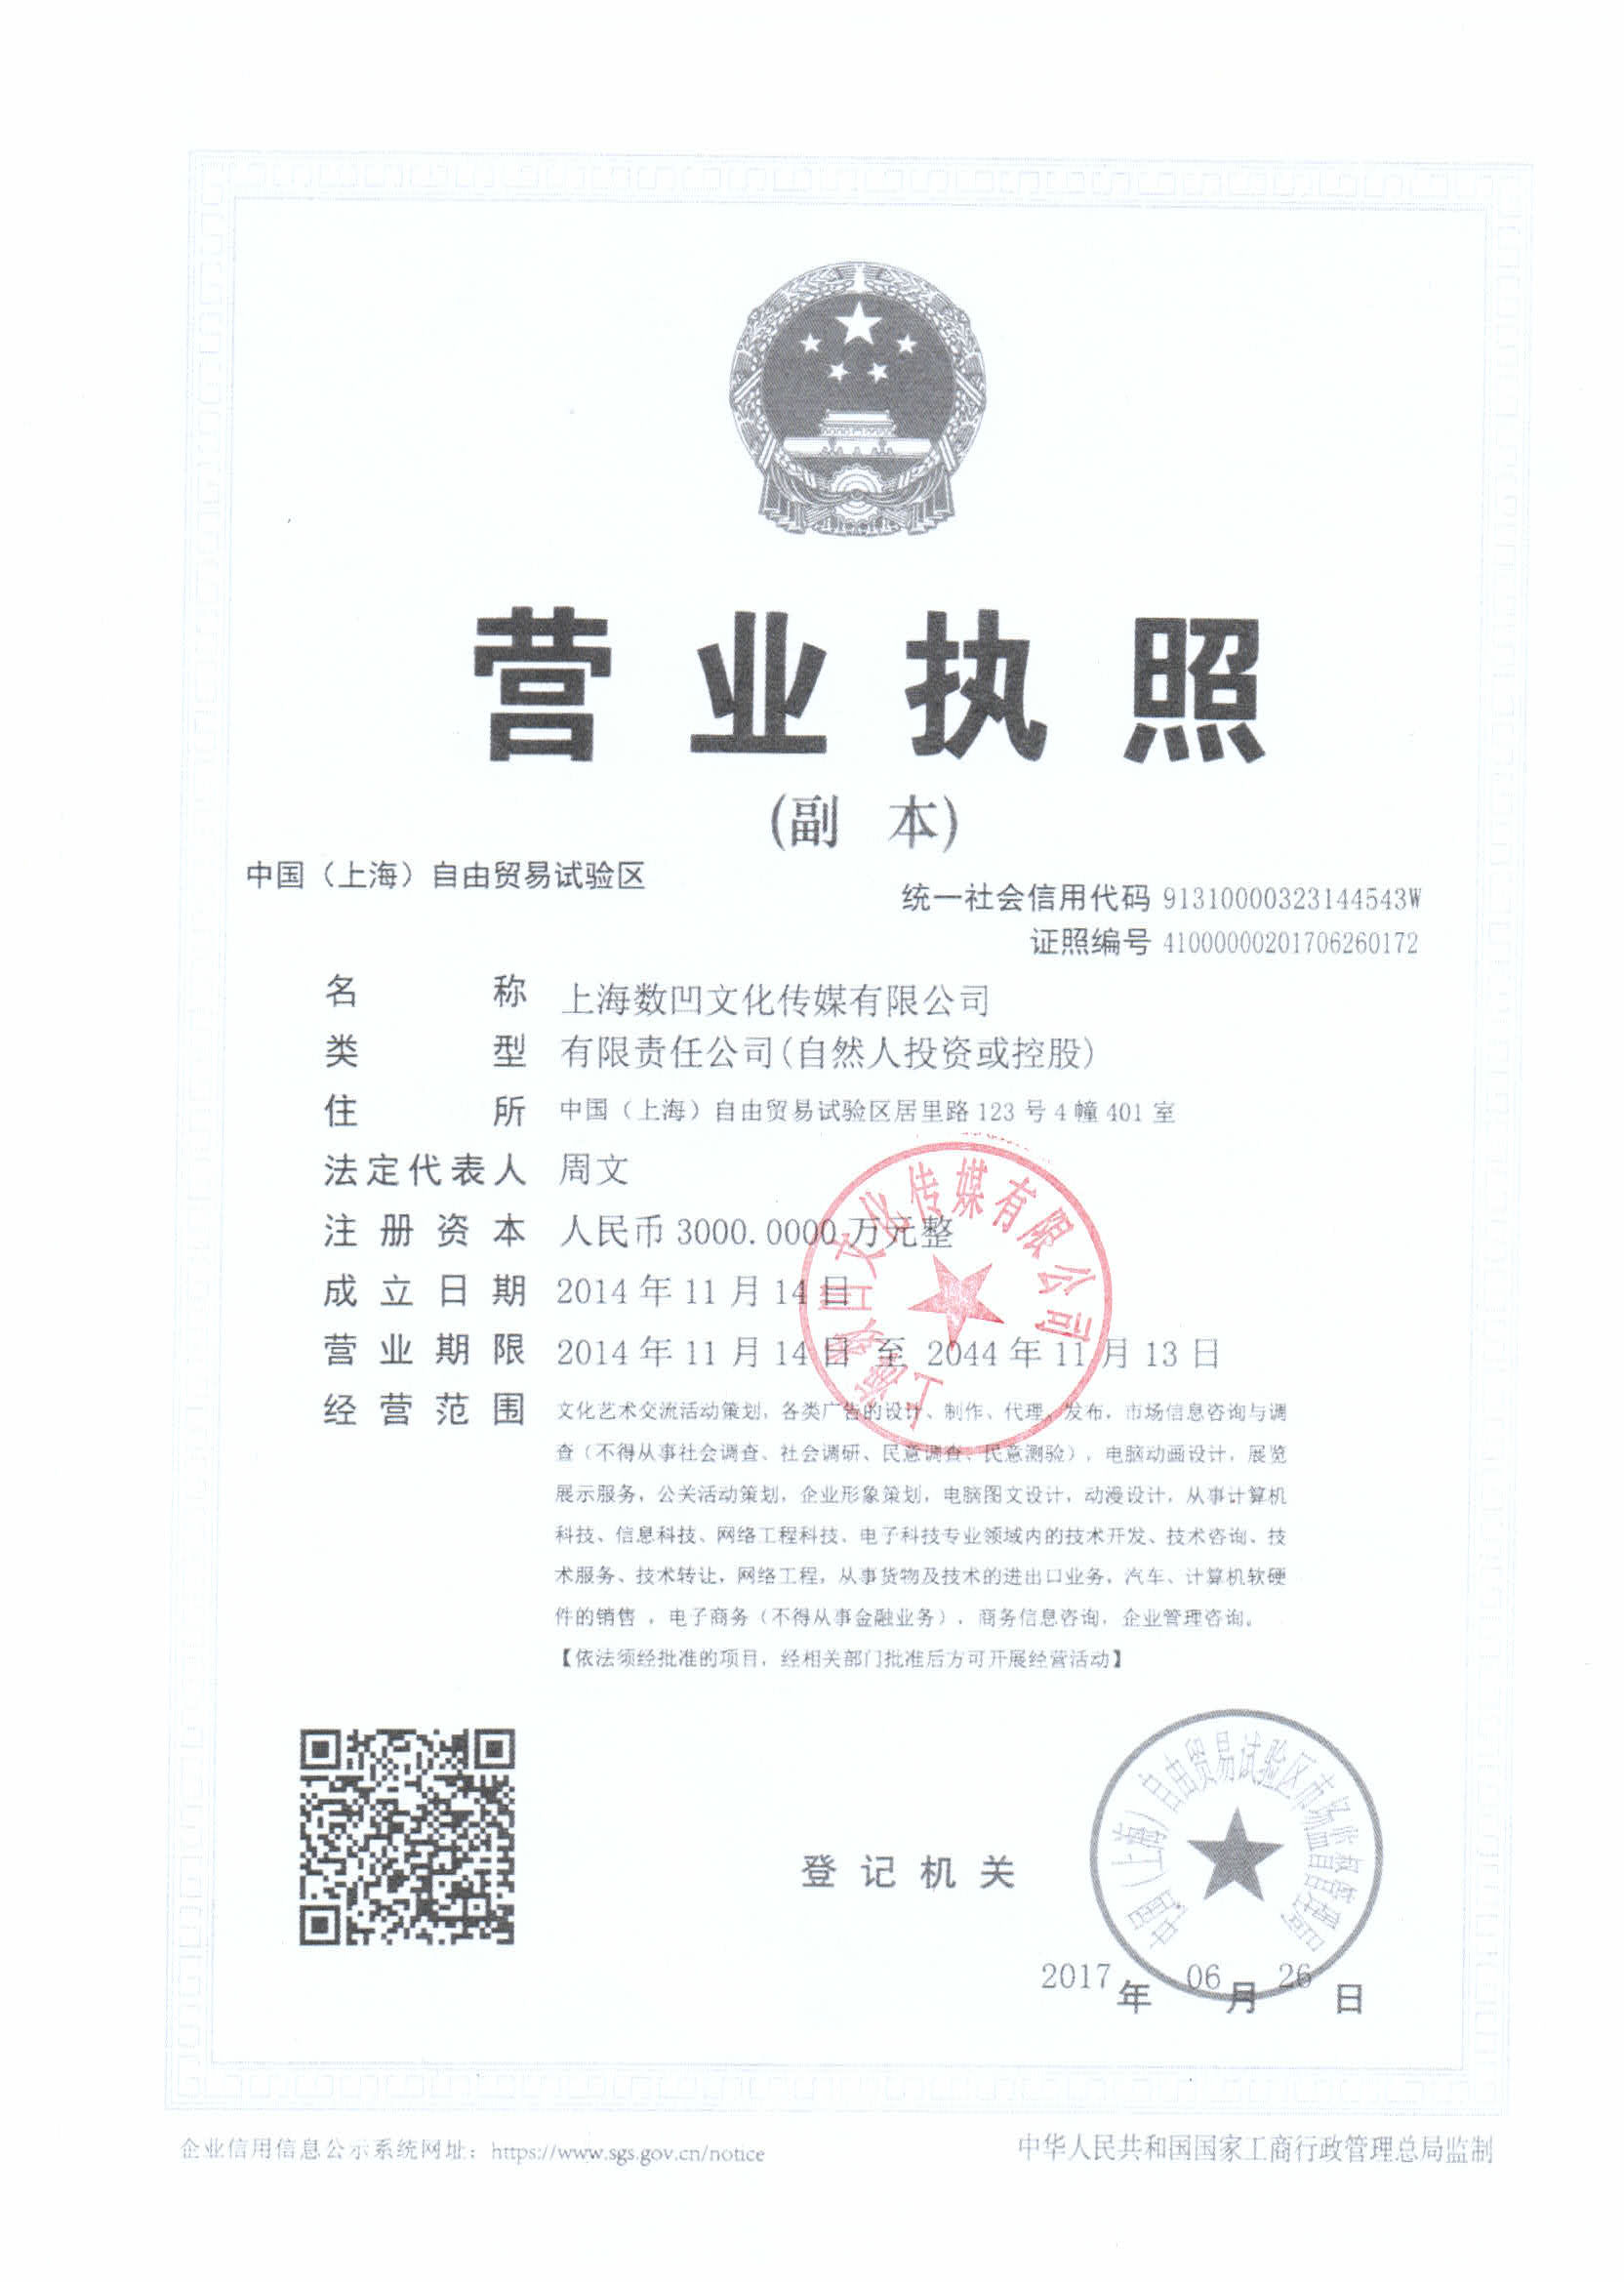 营业执照
(副 本)
中国（上海）自由贸易试验区
统一社会信用代码 91310000323144543W
证照编号 41000000201706260172
名 称 上海数凹文化传媒有限公司
类 型 有限责任公司(自然人投资或控股)
住 所 中国（上海）自由贸易试验区居里路 123 号 4 幢 401 室
法定代表人 周文
注册资本 人民币 3000.0000 万元整
成立日期 2014 年 11 月 14 日
营业期限 2014 年 11 月 14 日 至 2044 年 11 月 13 日
经营范围 文化艺术交流活动策划，各类广告的设计、制作、代理、发布，市场信息咨询与调
查（不得从事社会调查、社会调研、民意调查、民意测验），电脑动画设计，展览
展示服务，公关活动策划，企业形象策划，电脑图文设计，动漫设计，从事计算机
科技、信息科技、网络工程科技、电子科技专业领域内的技术开发、技术咨询、技
术服务、技术转让，网络工程，从事货物及技术的进出口业务，汽车、计算机软硬
件的销售，电子商务（不得从事金融业务），商务信息咨询，企业管理咨询。
【依法须经批准的项目，经相关部门批准后方可开展经营活动】
上海数凹文化传媒有限公司
登记机关
中国（上海）自由贸易试验区市场监督管理局
2017 年 06 月 26 日
企业信用信息公示系统网址：https://www.sgs.gov.cn/notice
中华人民共和国国家工商行政管理总局监制